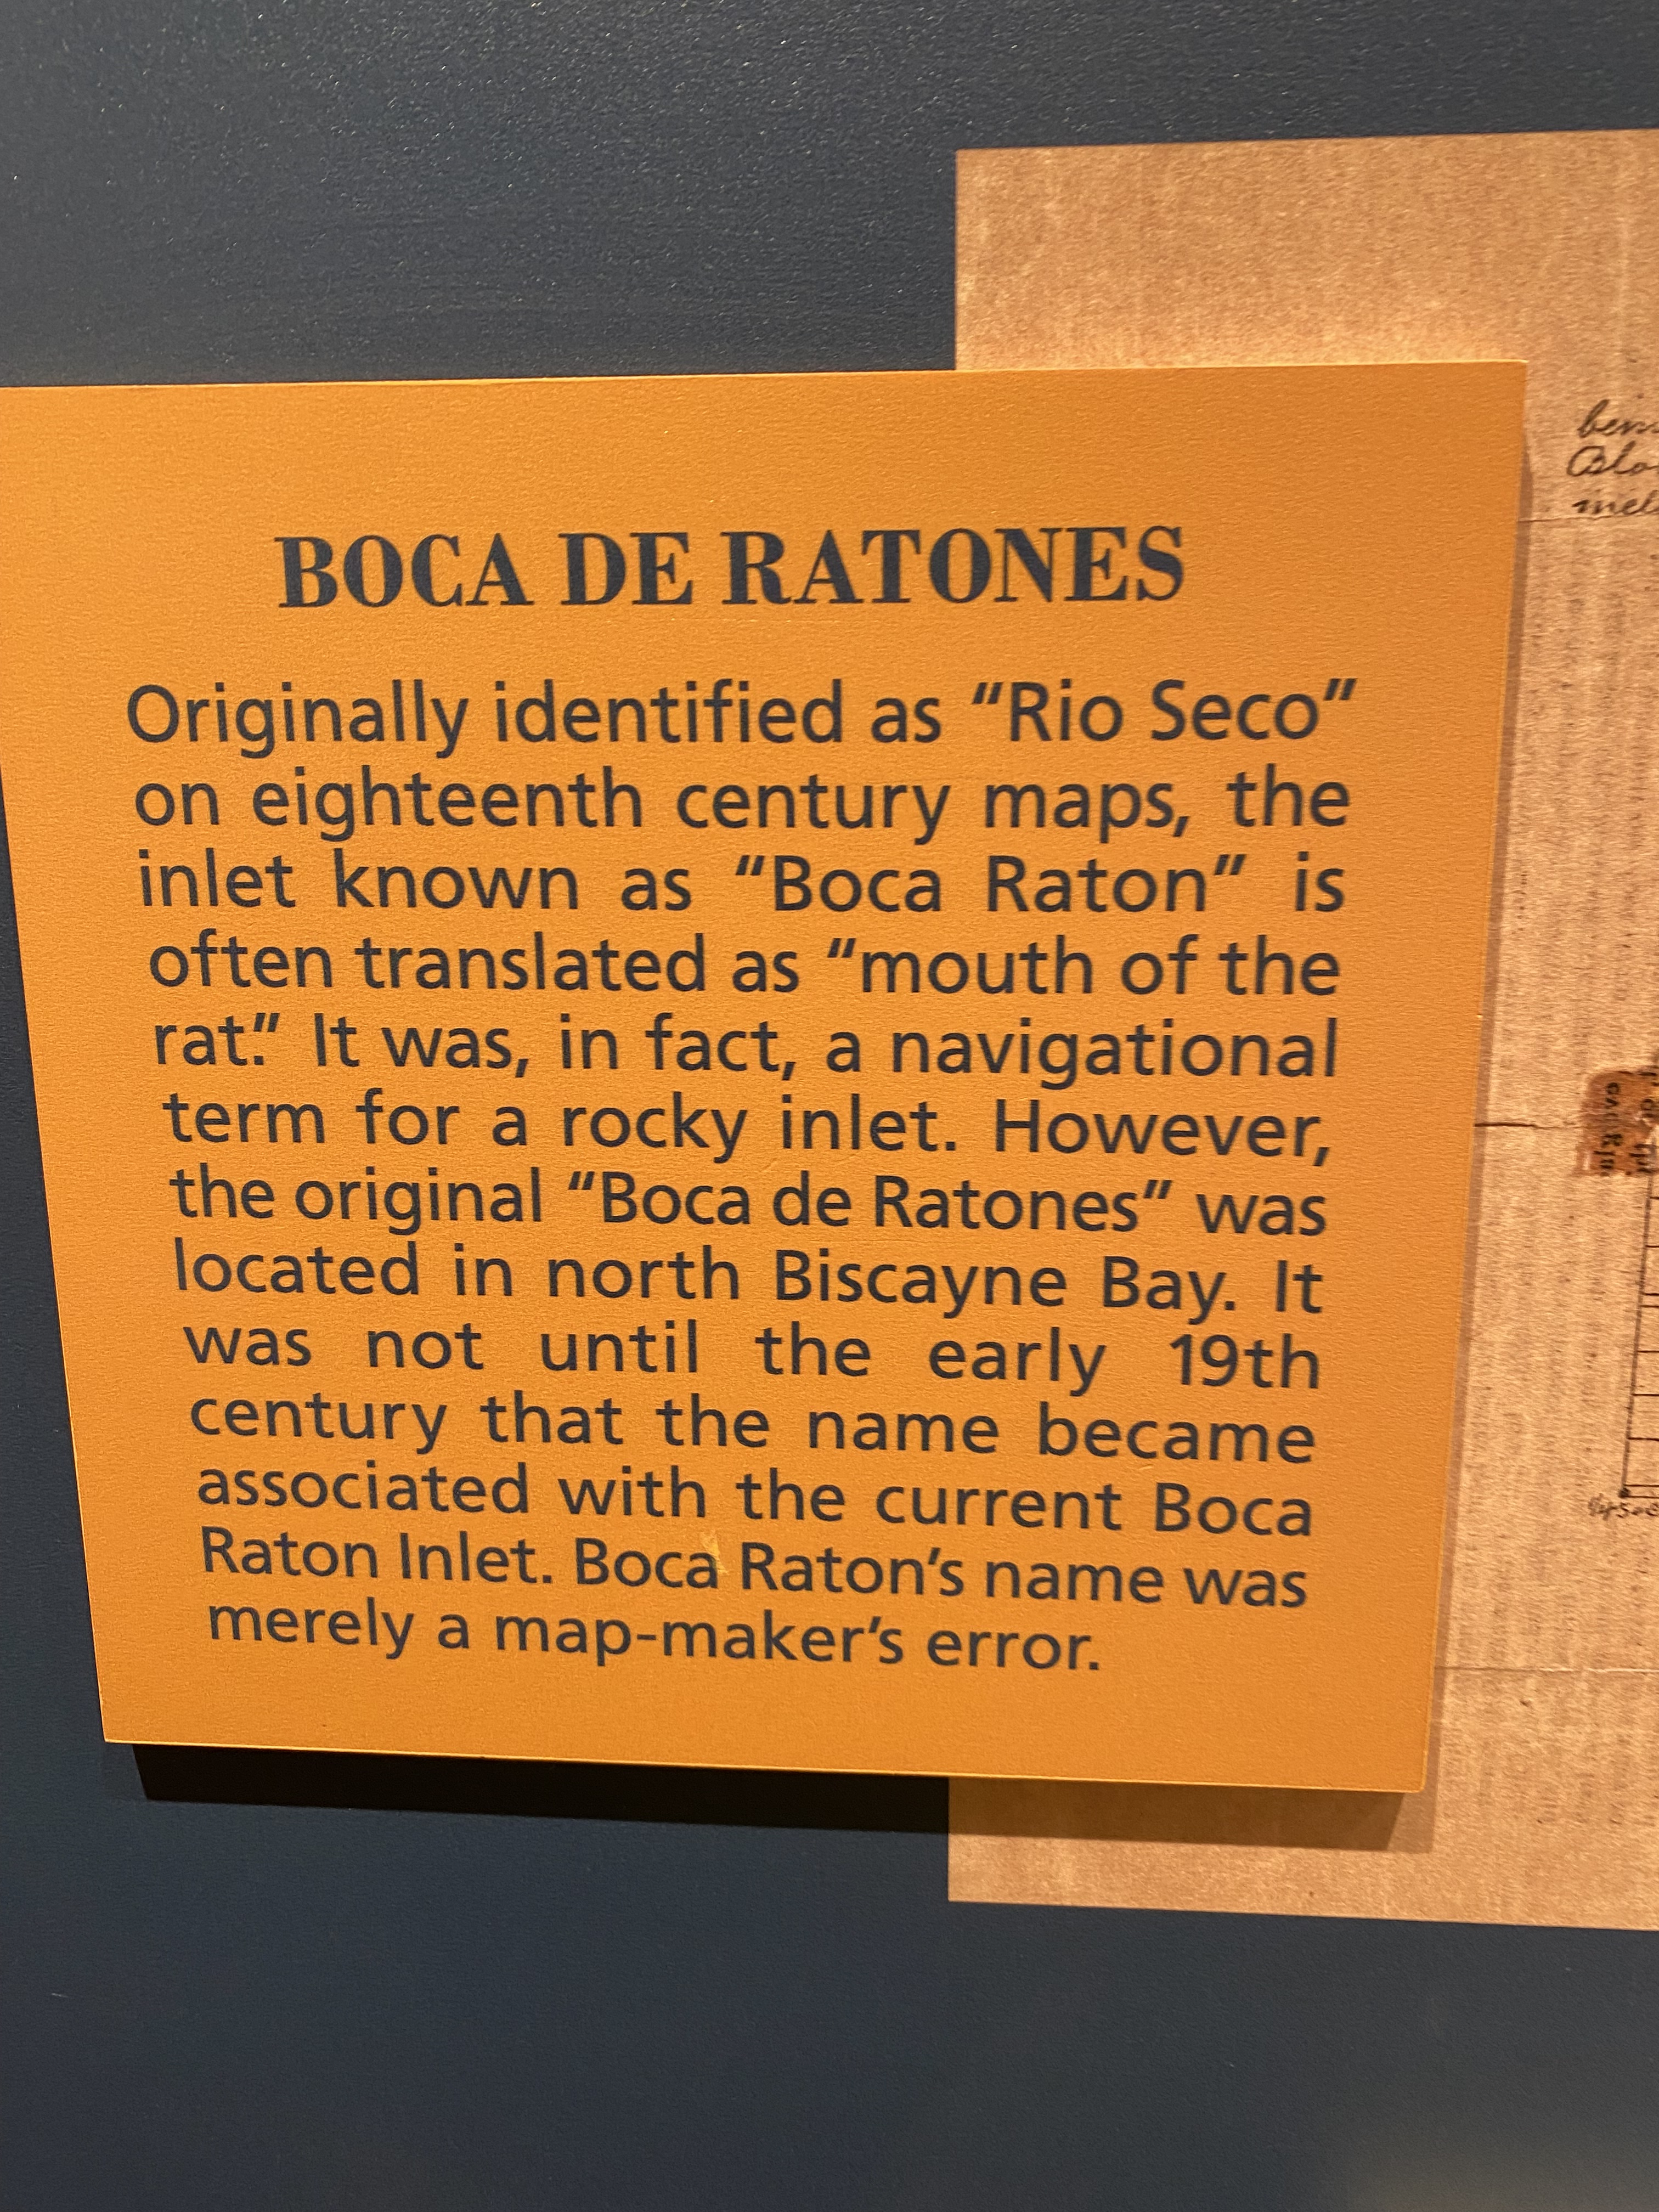 BOCA DE RATONES
Originally identified as “Rio Seco”
on eighteenth century maps, the
inlet known as “Boca Raton” is
often translated as “mouth of the
rat.” It was, in fact, a navigational
term for a rocky inlet. However,
the original “Boca de Ratones” was
located in north Biscayne Bay. It
was not until the early 19th
century that the name became
associated with the current Boca
Raton Inlet. Boca Raton’s name was
merely a map-maker’s error.